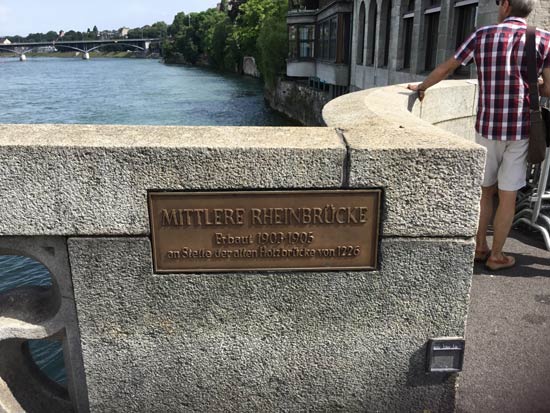 MITTLERE RHEINBRÜCKE
Erbaut 1903-1905
an Stelle der alten Holzbrücke von 1226